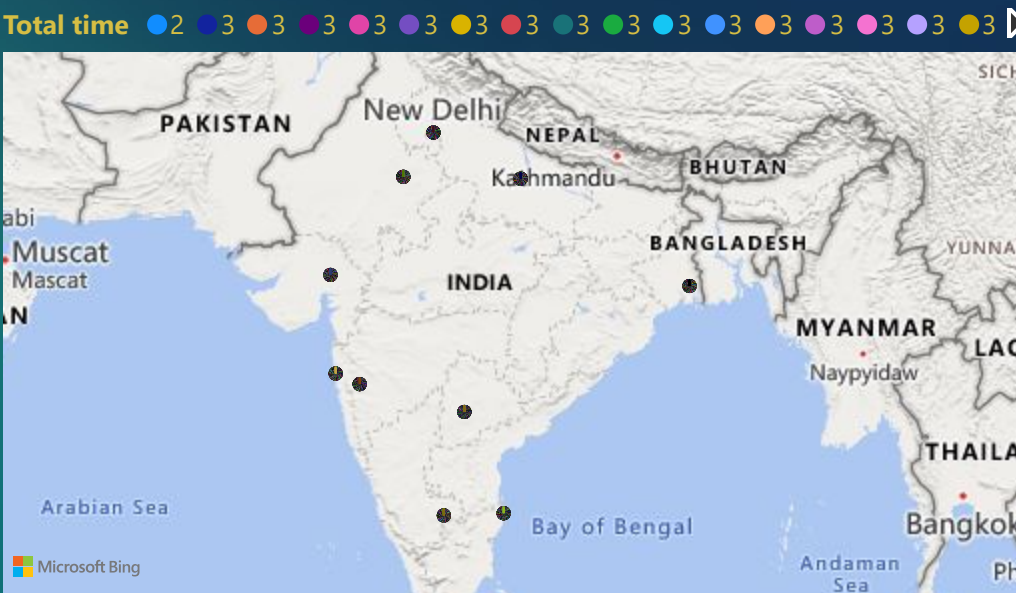 Total time 2 3 3 3 3 3 3 3 3 3 3 3 3 3 3 3 3
SICH
New Delhi
PAKISTAN
NEPAL
BHUTAN
Kathmandu
abi
BANGLADESH
YUNNA
Muscat
Mascat
INDIA
AN
MYANMAR
LAO
Naypyidaw
THAILA
Arabian Sea
Bay of Bengal
Bangkok
Andaman
Sea
Microsoft Bing
Ph